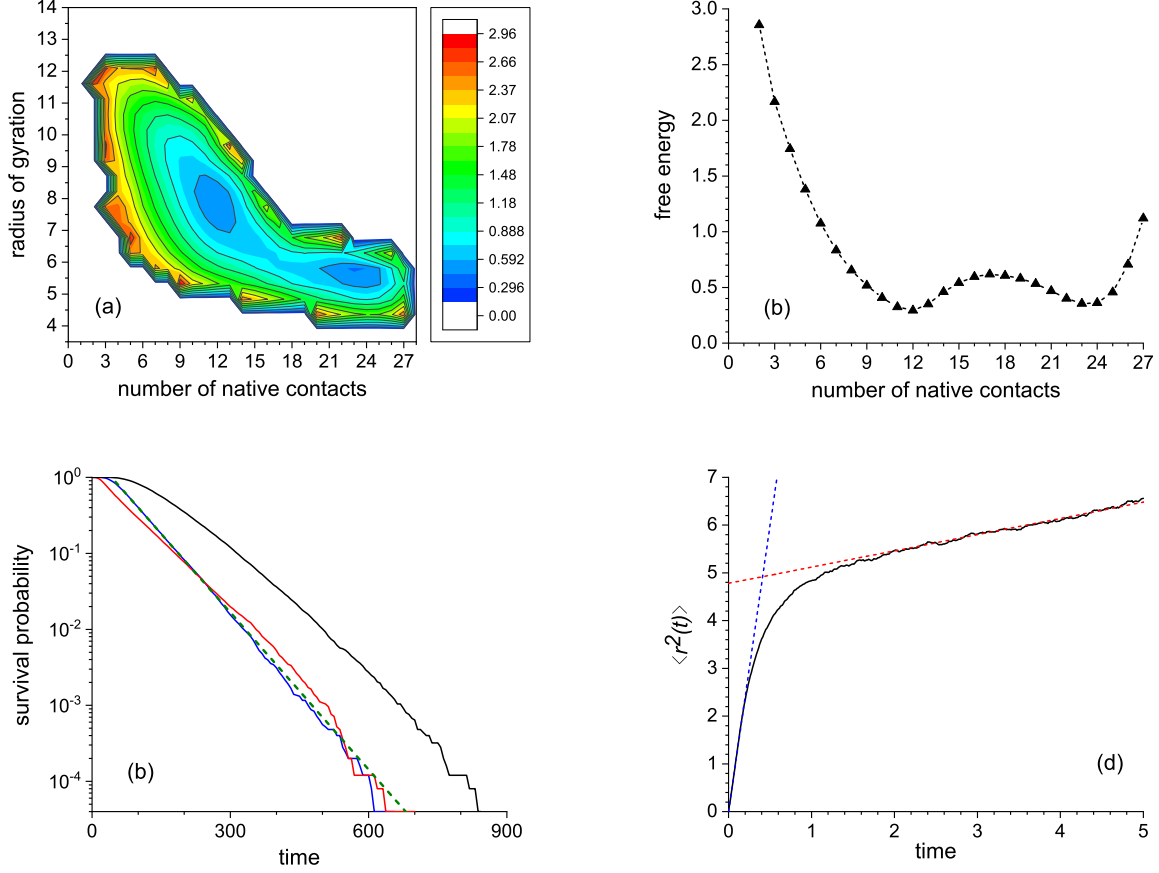 14
13
12
11
10
9
8
7
6
5
4
radius of gyration
(a)
0 3 6 9 12 15 18 21 24 27
number of native contacts
2.96
2.66
2.37
2.07
1.78
1.48
1.18
0.888
0.592
0.296
0.00
3.0
2.5
2.0
1.5
1.0
0.5
0.0
free energy
(b)
0 3 6 9 12 15 18 21 24 27
number of native contacts
10^0
10^-1
10^-2
10^-3
10^-4
survival probability
(b)
0 300 600 900
time
7
6
5
4
3
2
1
0
⟨r^2(t)⟩
(d)
0 1 2 3 4 5
time